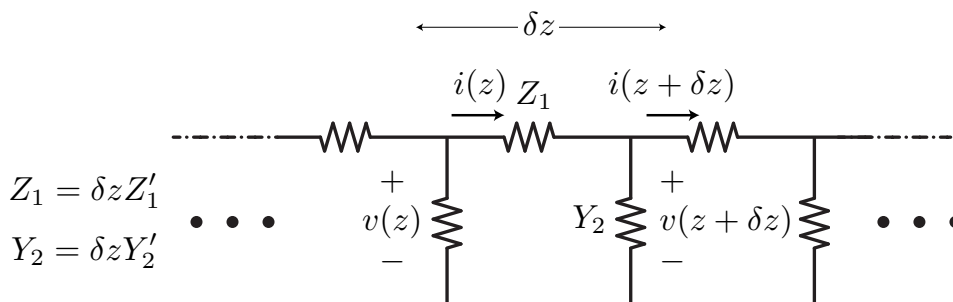 δz
i(z) Z₁ i(z + δz)
+ +
Z₁ = δzZ′₁
v(z) Y₂ v(z + δz)
Y₂ = δzY′₂
− −